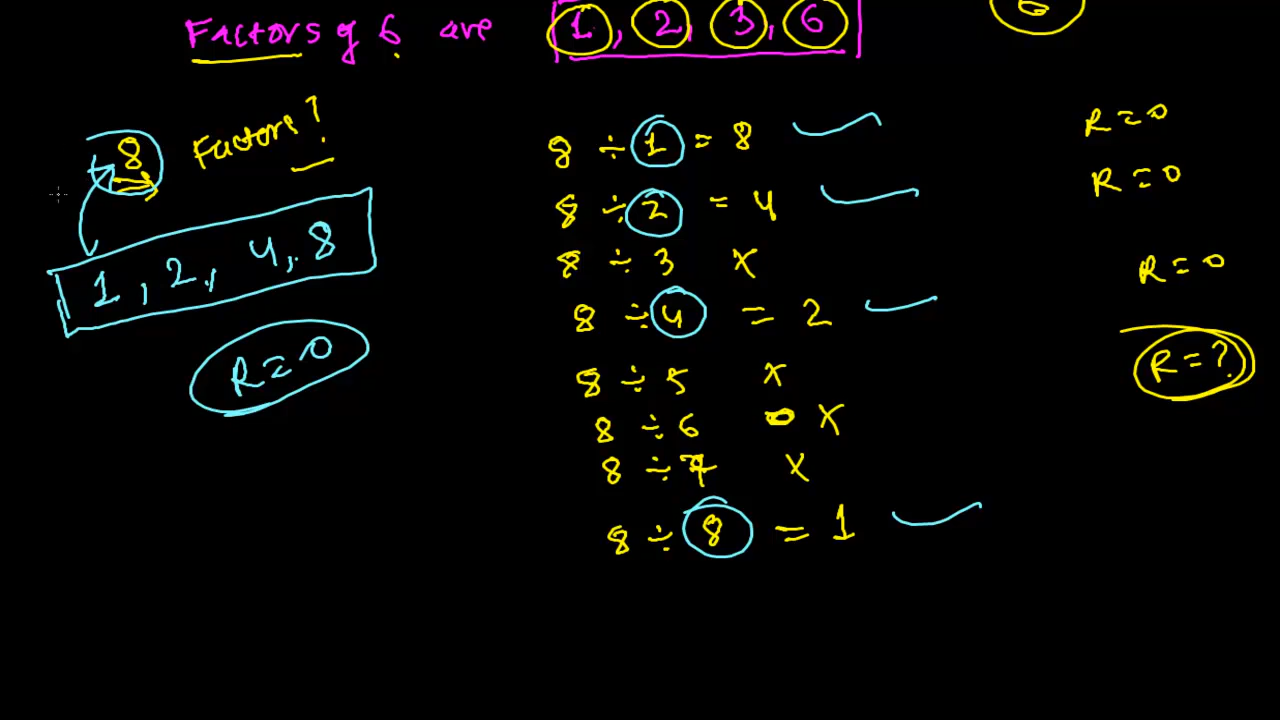 Factors of 6 are 1, 2, 3, 6
6
8 Factors?
1, 2, 4, 8
R=0
8 ÷ 1 = 8
8 ÷ 2 = 4
8 ÷ 3 X
8 ÷ 4 = 2
8 ÷ 5 X
8 ÷ 6 X
8 ÷ 7 X
8 ÷ 8 = 1
R=0
R=0
R=0
R=?